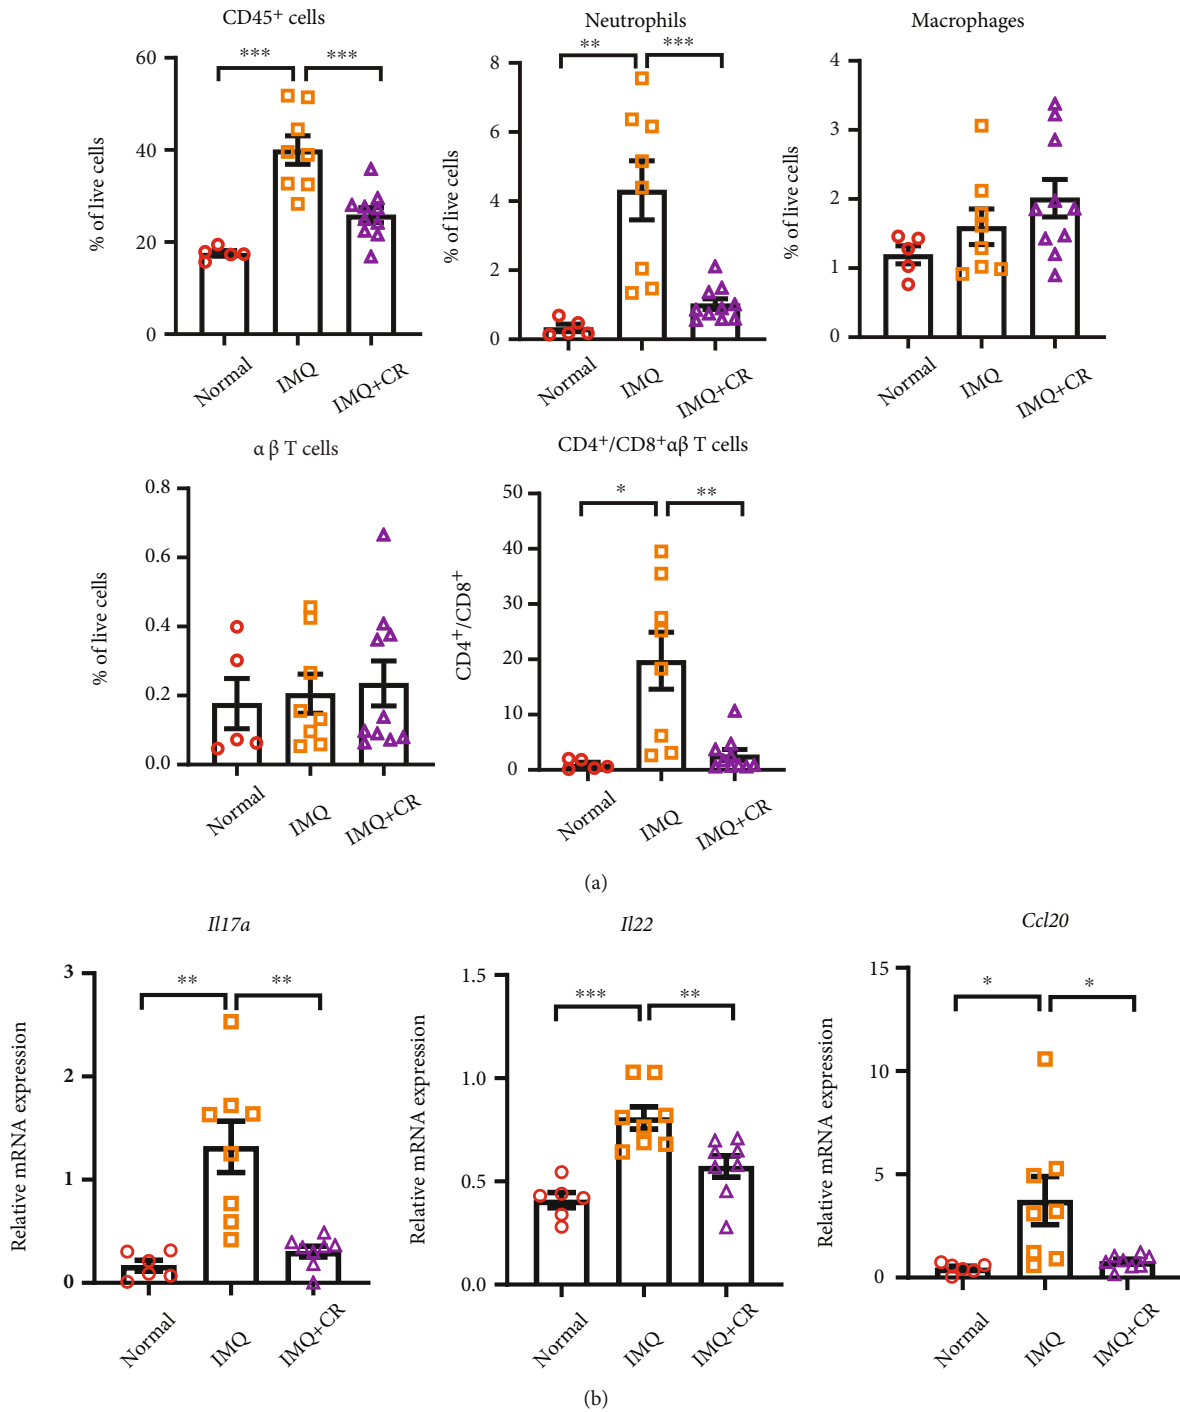 CD45+ cells
Neutrophils
Macrophages
*** ***
** ***
% of live cells
60
40
20
0
Normal
IMQ
IMQ+CR
% of live cells
8
6
4
2
0
Normal
IMQ
IMQ+CR
% of live cells
4
3
2
1
0
Normal
IMQ
IMQ+CR
α β T cells
CD4+/CD8+αβ T cells
% of live cells
0.8
0.6
0.4
0.2
0.0
Normal
IMQ
IMQ+CR
* **
CD4+/CD8+
50
40
30
20
10
0
Normal
IMQ
IMQ+CR
(a)
Il17a
Il22
Ccl20
** **
Relative mRNA expression
3
2
1
0
Normal
IMQ
IMQ+CR
*** **
Relative mRNA expression
1.5
1.0
0.5
0.0
Normal
IMQ
IMQ+CR
* *
Relative mRNA expression
15
10
5
0
Normal
IMQ
IMQ+CR
(b)